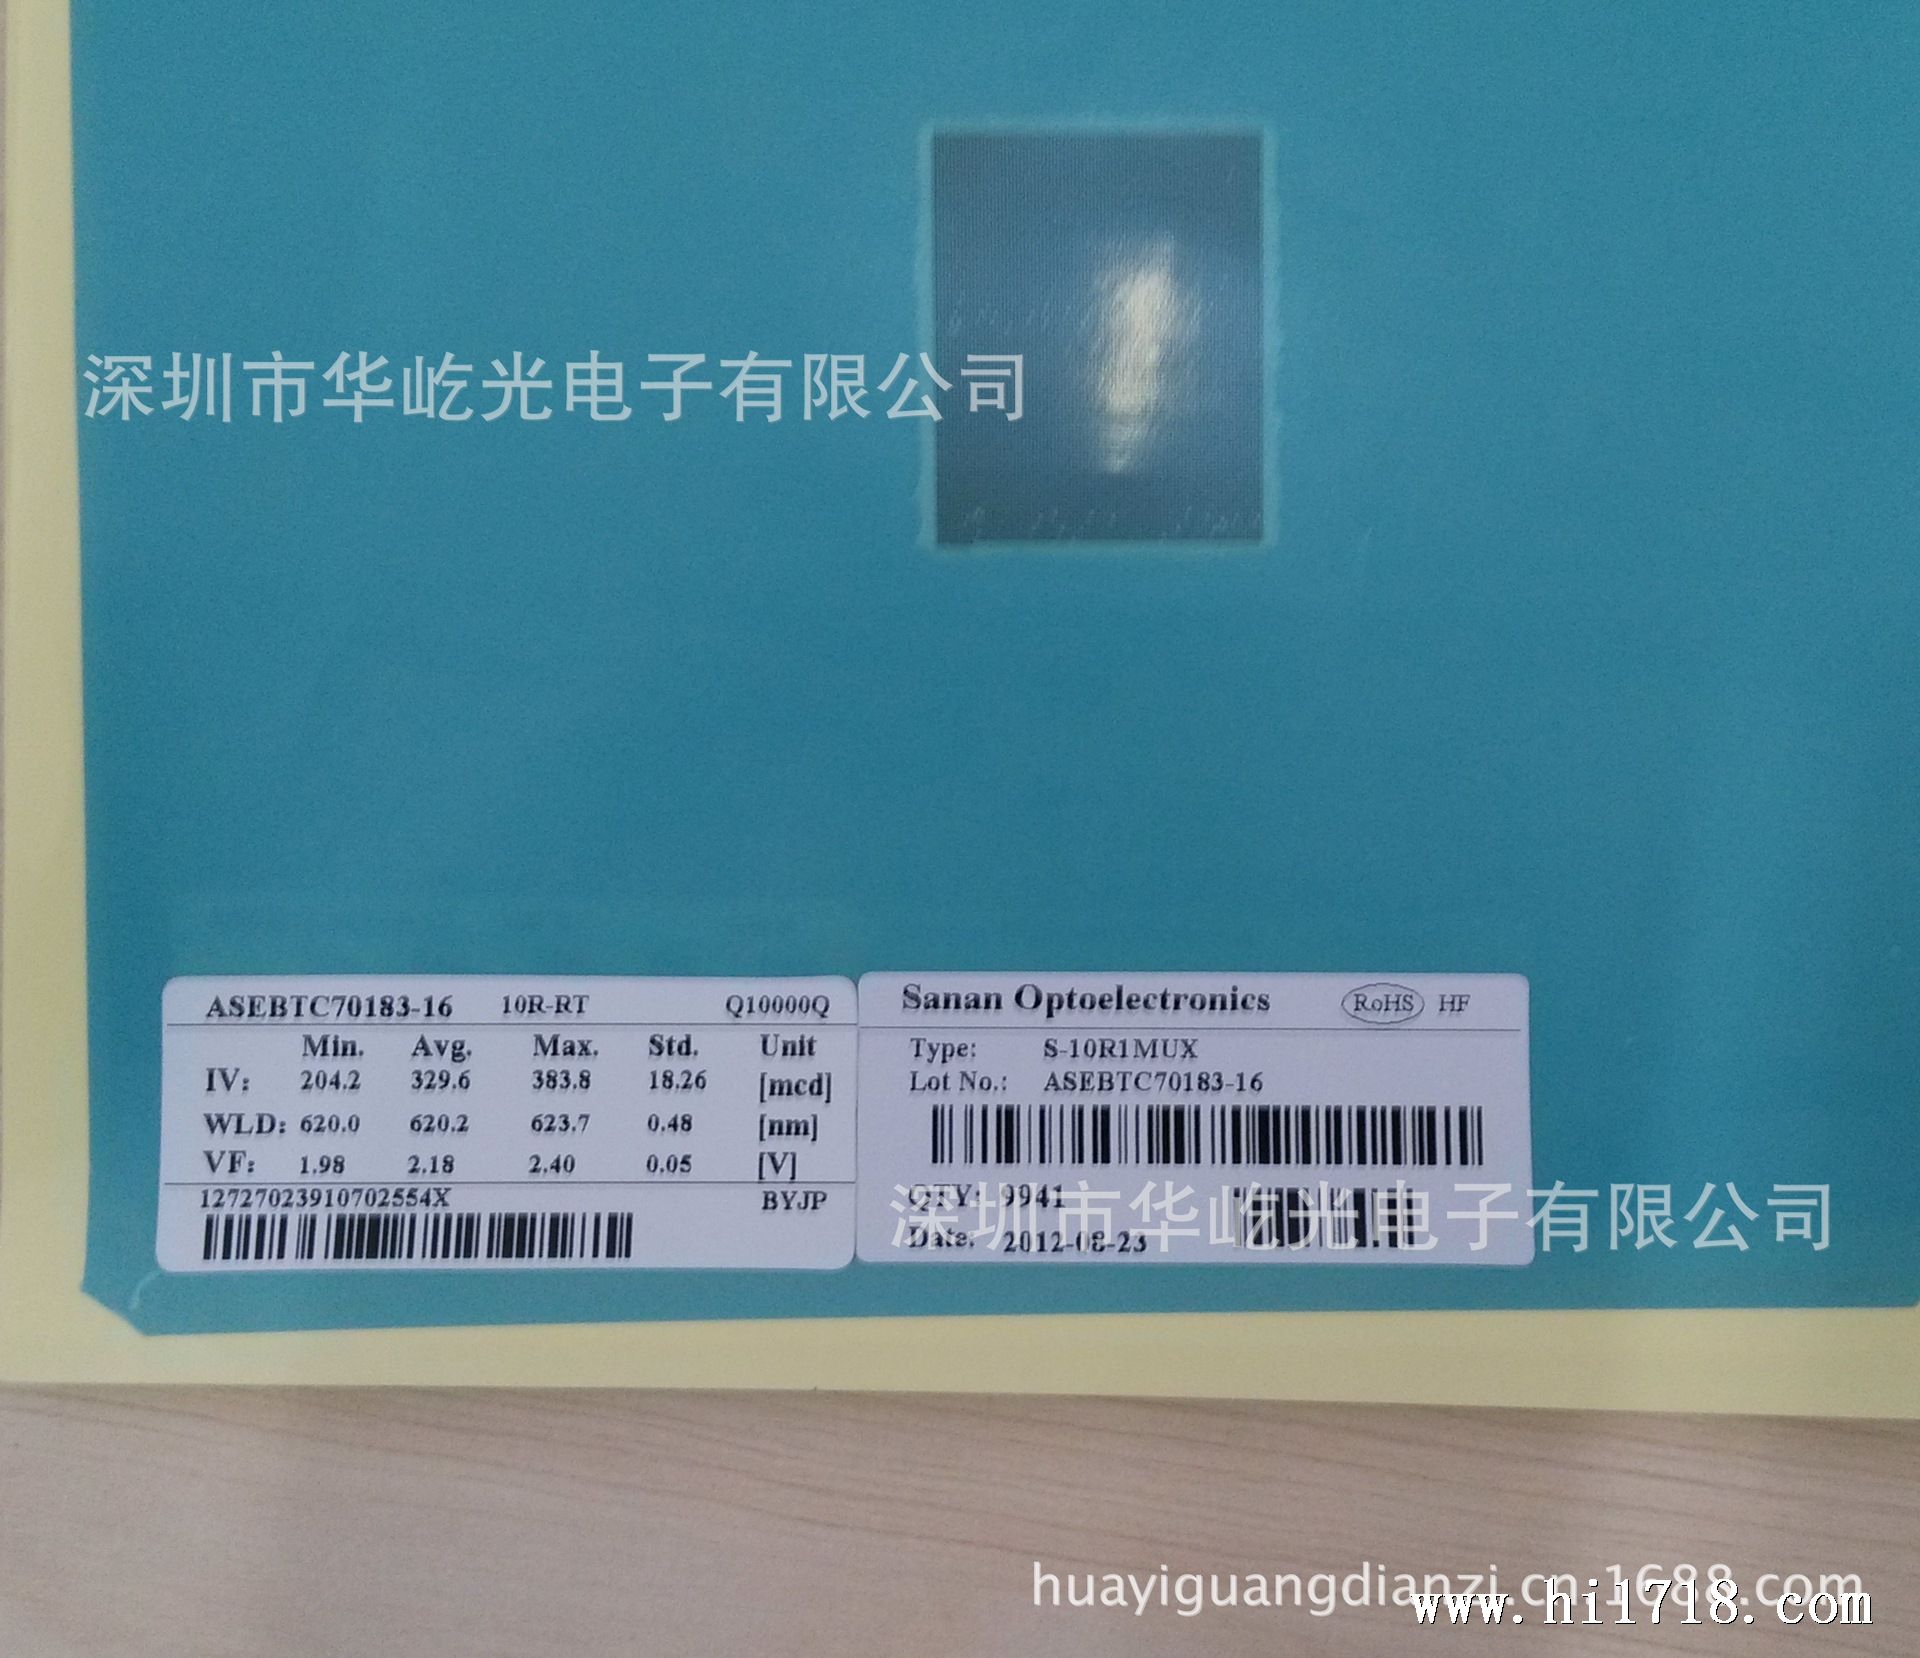 深圳市华屹光电子有限公司
ASEBTC70183-16 10R-RT Q10000Q
Min. Avg. Max. Std. Unit
IV: 204.2 329.6 383.8 18.26 [mcd]
WLD: 620.0 620.2 623.7 0.48 [nm]
VF: 1.98 2.18 2.40 0.05 [V]
12727023910702554X BYJP
Sanan Optoelectronics RoHS HF
Type: S-10R1MUX
Lot No.: ASEBTC70183-16
QTY: 9941
Date: 2012-08-23
深圳市华屹光电子有限公司
huayiguangdianzi.cn.1688.com
www.hi1718.com